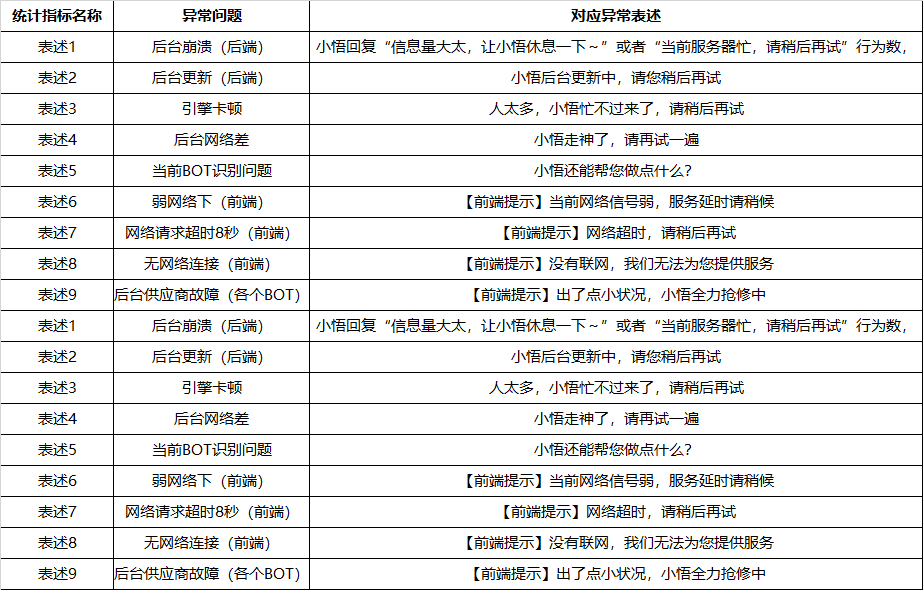 统计指标名称 异常问题 对应异常表述
表述1 后台崩溃（后端） 小悟回复“信息量大太，让小悟休息一下～”或者“当前服务器忙，请稍后再试”行为数，
表述2 后台更新（后端） 小悟后台更新中，请您稍后再试
表述3 引擎卡顿 人太多，小悟忙不过来了，请稍后再试
表述4 后台网络差 小悟走神了，请再试一遍
表述5 当前BOT识别问题 小悟还能帮您做点什么？
表述6 弱网络下（前端） 【前端提示】当前网络信号弱，服务延时请稍候
表述7 网络请求超时8秒（前端） 【前端提示】网络超时，请稍后再试
表述8 无网络连接（前端） 【前端提示】没有联网，我们无法为您提供服务
表述9 后台供应商故障（各个BOT） 【前端提示】出了点小状况，小悟全力抢修中
表述1 后台崩溃（后端） 小悟回复“信息量大太，让小悟休息一下～”或者“当前服务器忙，请稍后再试”行为数，
表述2 后台更新（后端） 小悟后台更新中，请您稍后再试
表述3 引擎卡顿 人太多，小悟忙不过来了，请稍后再试
表述4 后台网络差 小悟走神了，请再试一遍
表述5 当前BOT识别问题 小悟还能帮您做点什么？
表述6 弱网络下（前端） 【前端提示】当前网络信号弱，服务延时请稍候
表述7 网络请求超时8秒（前端） 【前端提示】网络超时，请稍后再试
表述8 无网络连接（前端） 【前端提示】没有联网，我们无法为您提供服务
表述9 后台供应商故障（各个BOT） 【前端提示】出了点小状况，小悟全力抢修中